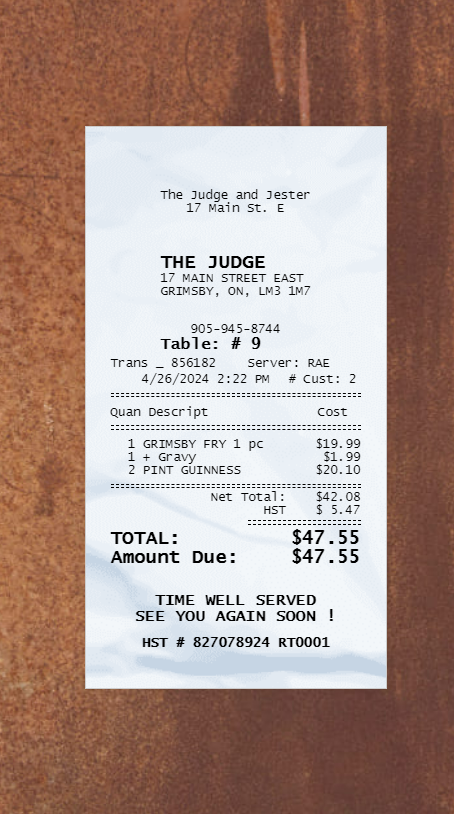 The Judge and Jester
17 Main St. E
THE JUDGE
17 MAIN STREET EAST
GRIMSBY, ON, LM3 1M7
905-945-8744
Table: # 9
Trans _ 856182 Server: RAE
4/26/2024 2:22 PM # Cust: 2
Quan Descript Cost
1 GRIMSBY FRY 1 pc $19.99
1 + Gravy $1.99
2 PINT GUINNESS $20.10
Net Total: $42.08
HST $ 5.47
TOTAL: $47.55
Amount Due: $47.55
TIME WELL SERVED
SEE YOU AGAIN SOON !
HST # 827078924 RT0001